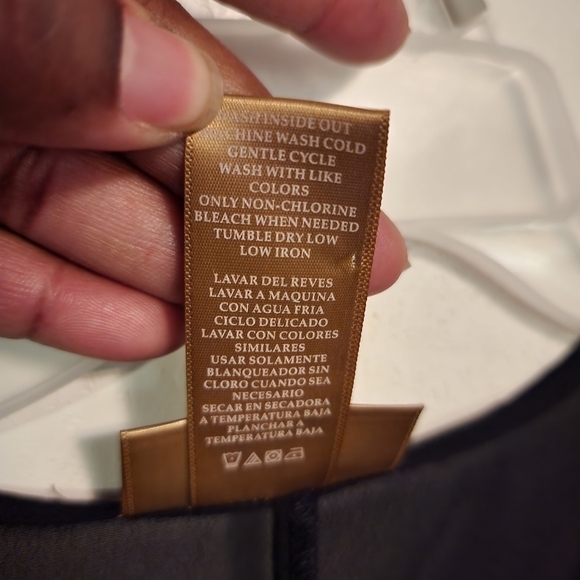 WASH INSIDE OUT
MACHINE WASH COLD
GENTLE CYCLE
WASH WITH LIKE
COLORS
ONLY NON-CHLORINE
BLEACH WHEN NEEDED
TUMBLE DRY LOW
LOW IRON
LAVAR DEL REVES
LAVAR A MAQUINA
CON AGUA FRIA
CICLO DELICADO
LAVAR CON COLORES
SIMILARES
USAR SOLAMENTE
BLANQUEADOR SIN
CLORO CUANDO SEA
NECESARIO
SECAR EN SECADORA
A TEMPERATURA BAJA
PLANCHAR A
TEMPERATURA BAJA